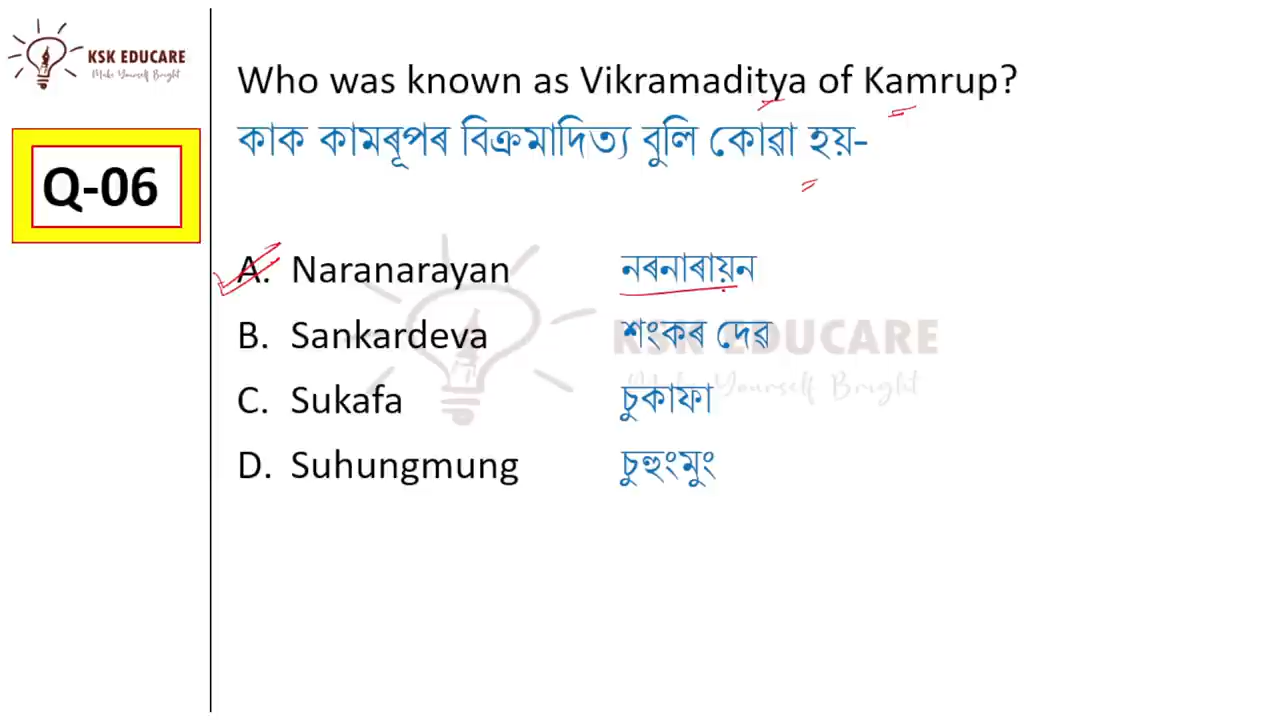 KSK EDUCARE
Make Yourself Bright
Who was known as Vikramaditya of Kamrup?
কাক কামৰূপৰ বিক্ৰমাদিত্য বুলি কোৱা হয়-
Q-06
A. Naranarayan নৰনাৰায়ন
B. Sankardeva শংকৰ দেৱ
C. Sukafa চুকাফা
D. Suhungmung চুহুংমুং
KSK EDUCARE
Make Yourself Bright